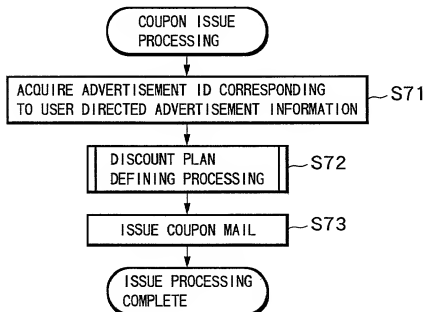 COUPON ISSUE
PROCESSING
ACQUIRE ADVERTISEMENT ID CORRESPONDING
TO USER DIRECTED ADVERTISEMENT INFORMATION
S71
DISCOUNT PLAN
DEFINING PROCESSING
S72
ISSUE COUPON MAIL
S73
ISSUE PROCESSING
COMPLETE